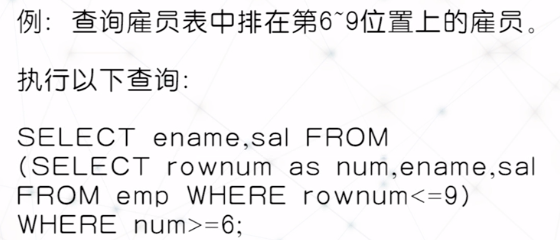 例：查询雇员表中排在第6~9位置上的雇员。
执行以下查询：
SELECT ename,sal FROM
(SELECT rownum as num,ename,sal
FROM emp WHERE rownum<=9)
WHERE num>=6;